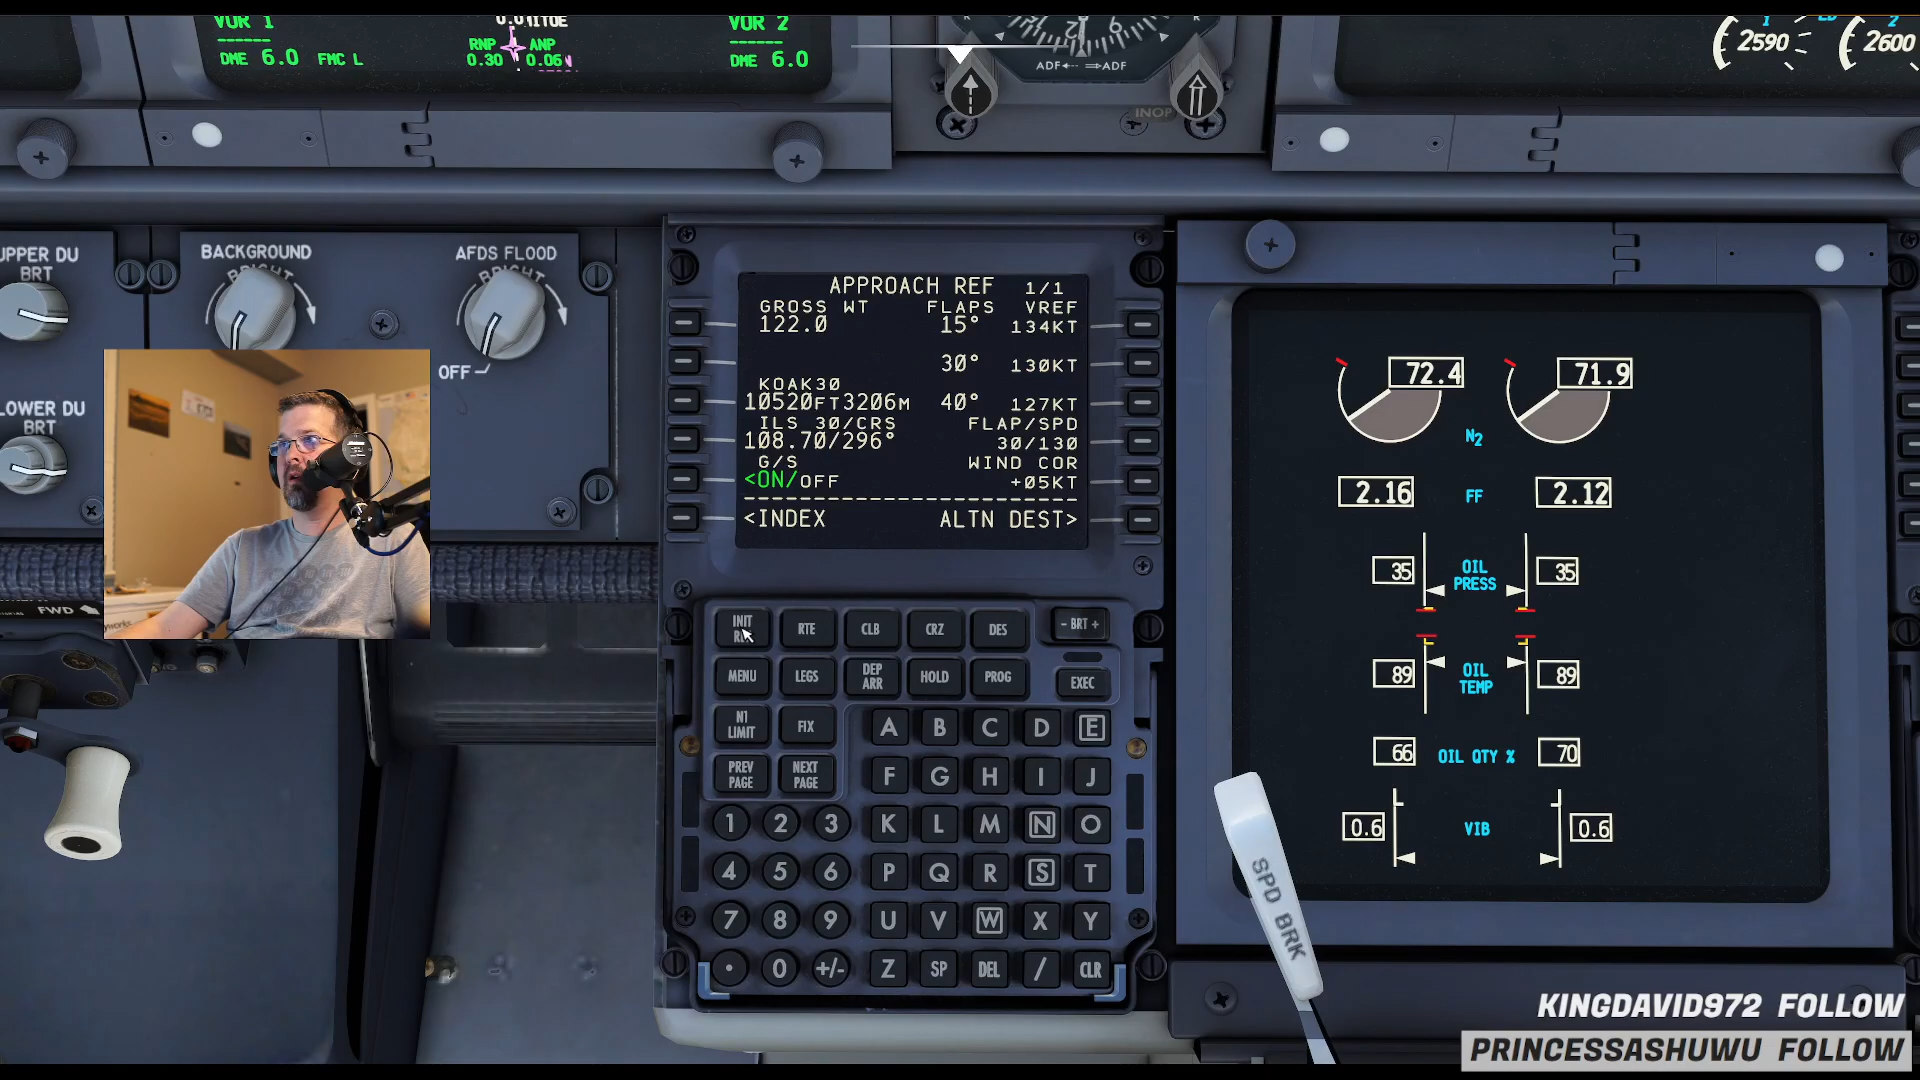 VOR 1
DME 6.0
FMC L
RNP
0.30
ANP
0.06
VOR 2
DME 6.0
ADF
ADF
INOP
2590
2
2600
UPPER DU
BRT
BACKGROUND
BRIGHT
AFDS FLOOD
BRIGHT
OFF
LOWER DU
BRT
FWD
APPROACH REF 1/1
GROSS WT FLAPS VREF
122.0 15° 134KT
30° 130KT
KOAK30
10520FT3206M 40° 127KT
ILS 30/CRS FLAP/SPD
108.70/296° 30/130
G/S WIND COR
<ON/OFF +05KT
<INDEX ALTN DEST>
INIT
RTE
CLB
CRZ
DES
- BRT +
MENU
LEGS
DEP
ARR
HOLD
PROG
EXEC
N1
LIMIT
FIX
PREV
PAGE
NEXT
PAGE
A B C D E
F G H I J
1 2 3 K L M N O
4 5 6 P Q R S T
7 8 9 U V W X Y
. 0 +/- Z SP DEL / CLR
72.4 71.9
N2
2.16 FF 2.12
35 OIL
PRESS 35
89 OIL
TEMP 89
66 OIL QTY % 70
0.6 VIB 0.6
SPD BRK
KINGDAVID972 FOLLOW
PRINCESSASHUWU FOLLOW